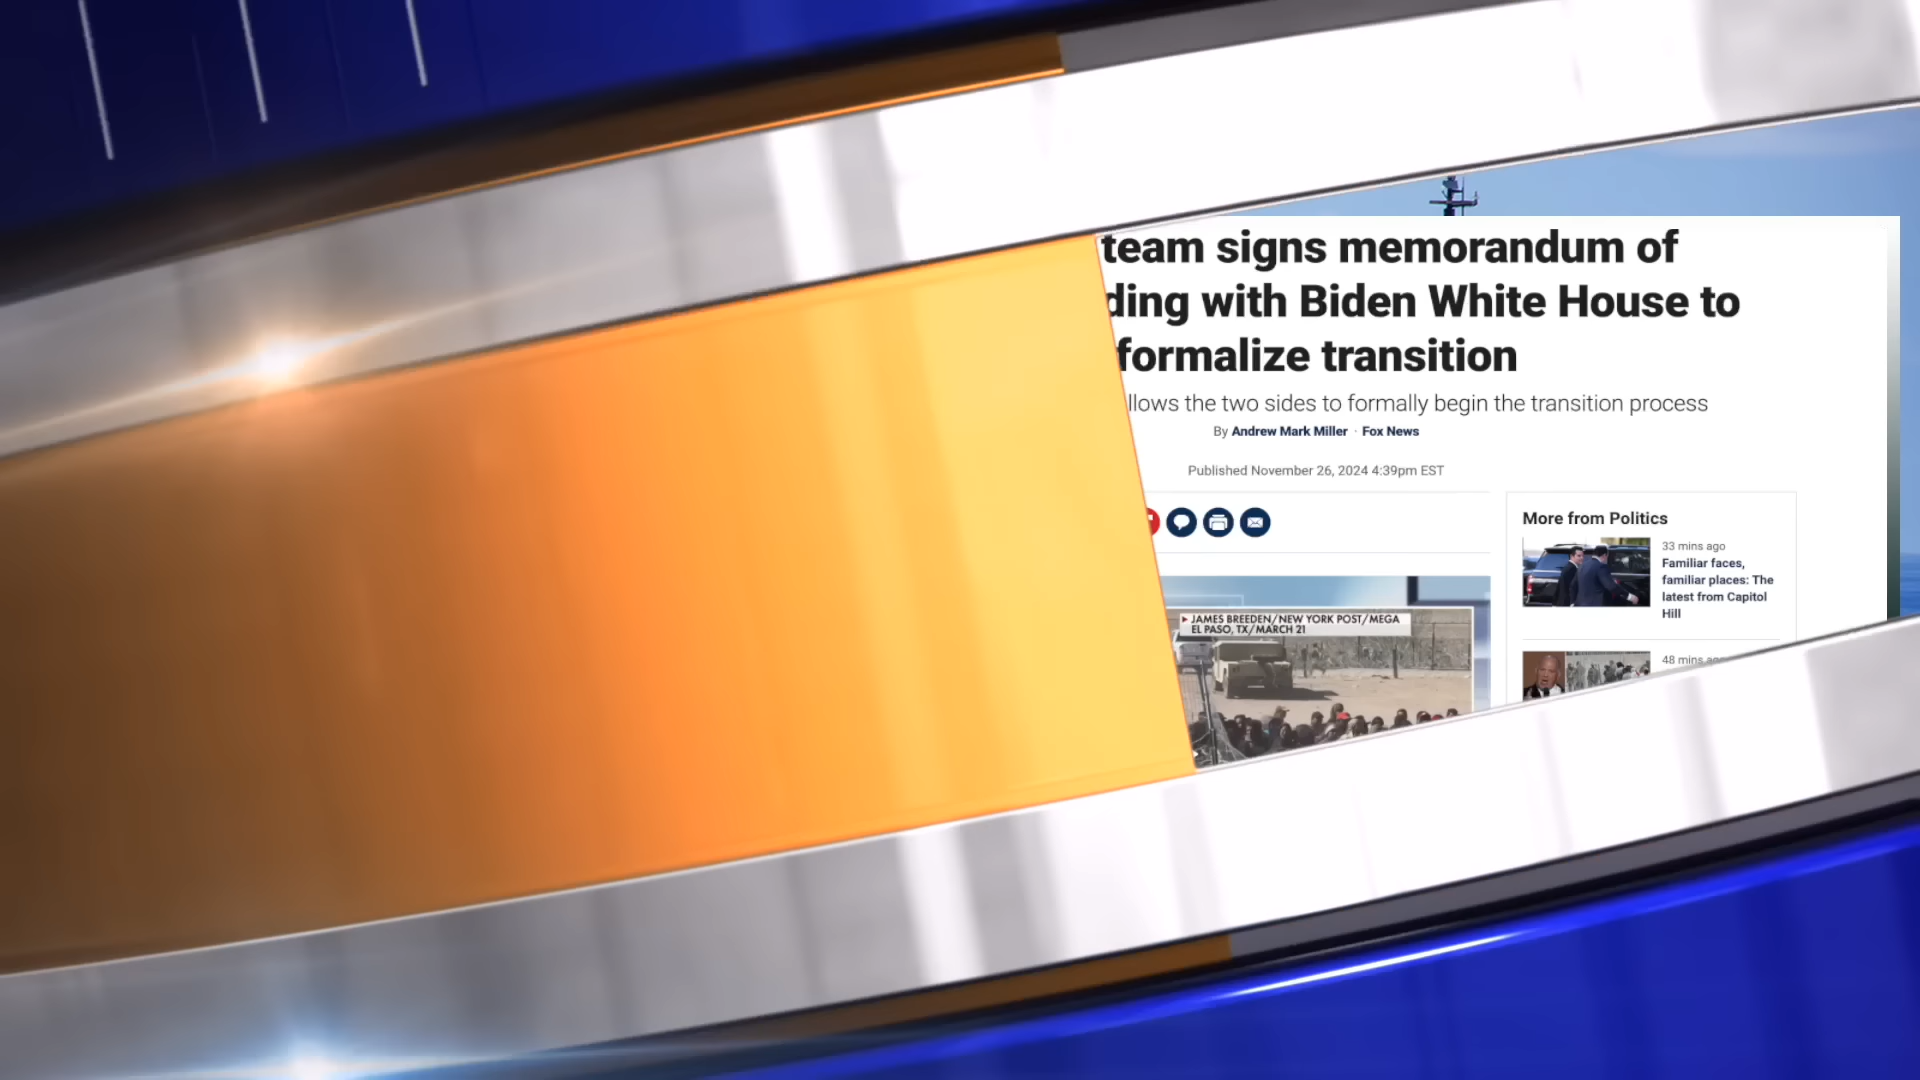 team signs memorandum of
ding with Biden White House to
formalize transition
llows the two sides to formally begin the transition process
By Andrew Mark Miller · Fox News
Published November 26, 2024 4:39pm EST
More from Politics
33 mins ago
Familiar faces,
familiar places: The
latest from Capitol
Hill
48 mins ago
JAMES BREEDEN/NEW YORK POST/MEGA
EL PASO, TX/MARCH 21